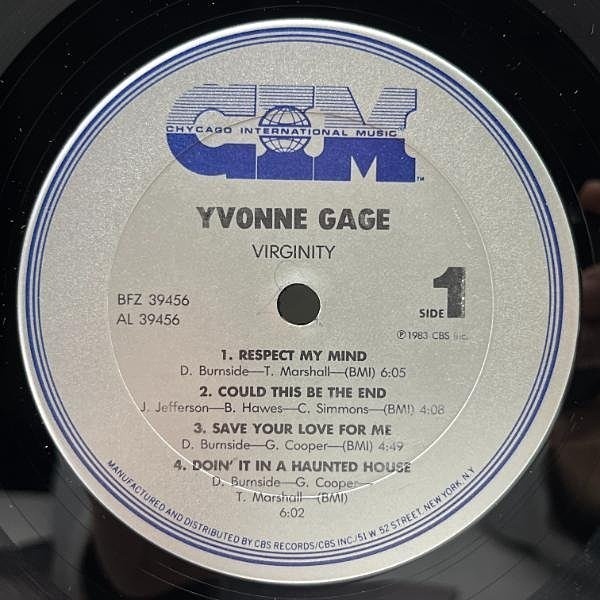 CIM
CHYCAGO INTERNATIONAL MUSIC
TM
YVONNE GAGE
VIRGINITY
BFZ 39456
AL 39456
SIDE 1
Ⓟ1983 CBS Inc.
1. RESPECT MY MIND
D. Burnside—T. Marshall—(BMI) 6:05
2. COULD THIS BE THE END
J. Jefferson—B. Hawes—C. Simmons—(BMI) 4:08
3. SAVE YOUR LOVE FOR ME
D. Burnside—G. Cooper—(BMI) 4:49
4. DOIN' IT IN A HAUNTED HOUSE
D. Burnside—G. Cooper—
T. Marshall—(BMI)
6:02
MANUFACTURED AND DISTRIBUTED BY CBS RECORDS/CBS INC./51 W. 52 STREET, NEW YORK, N.Y.